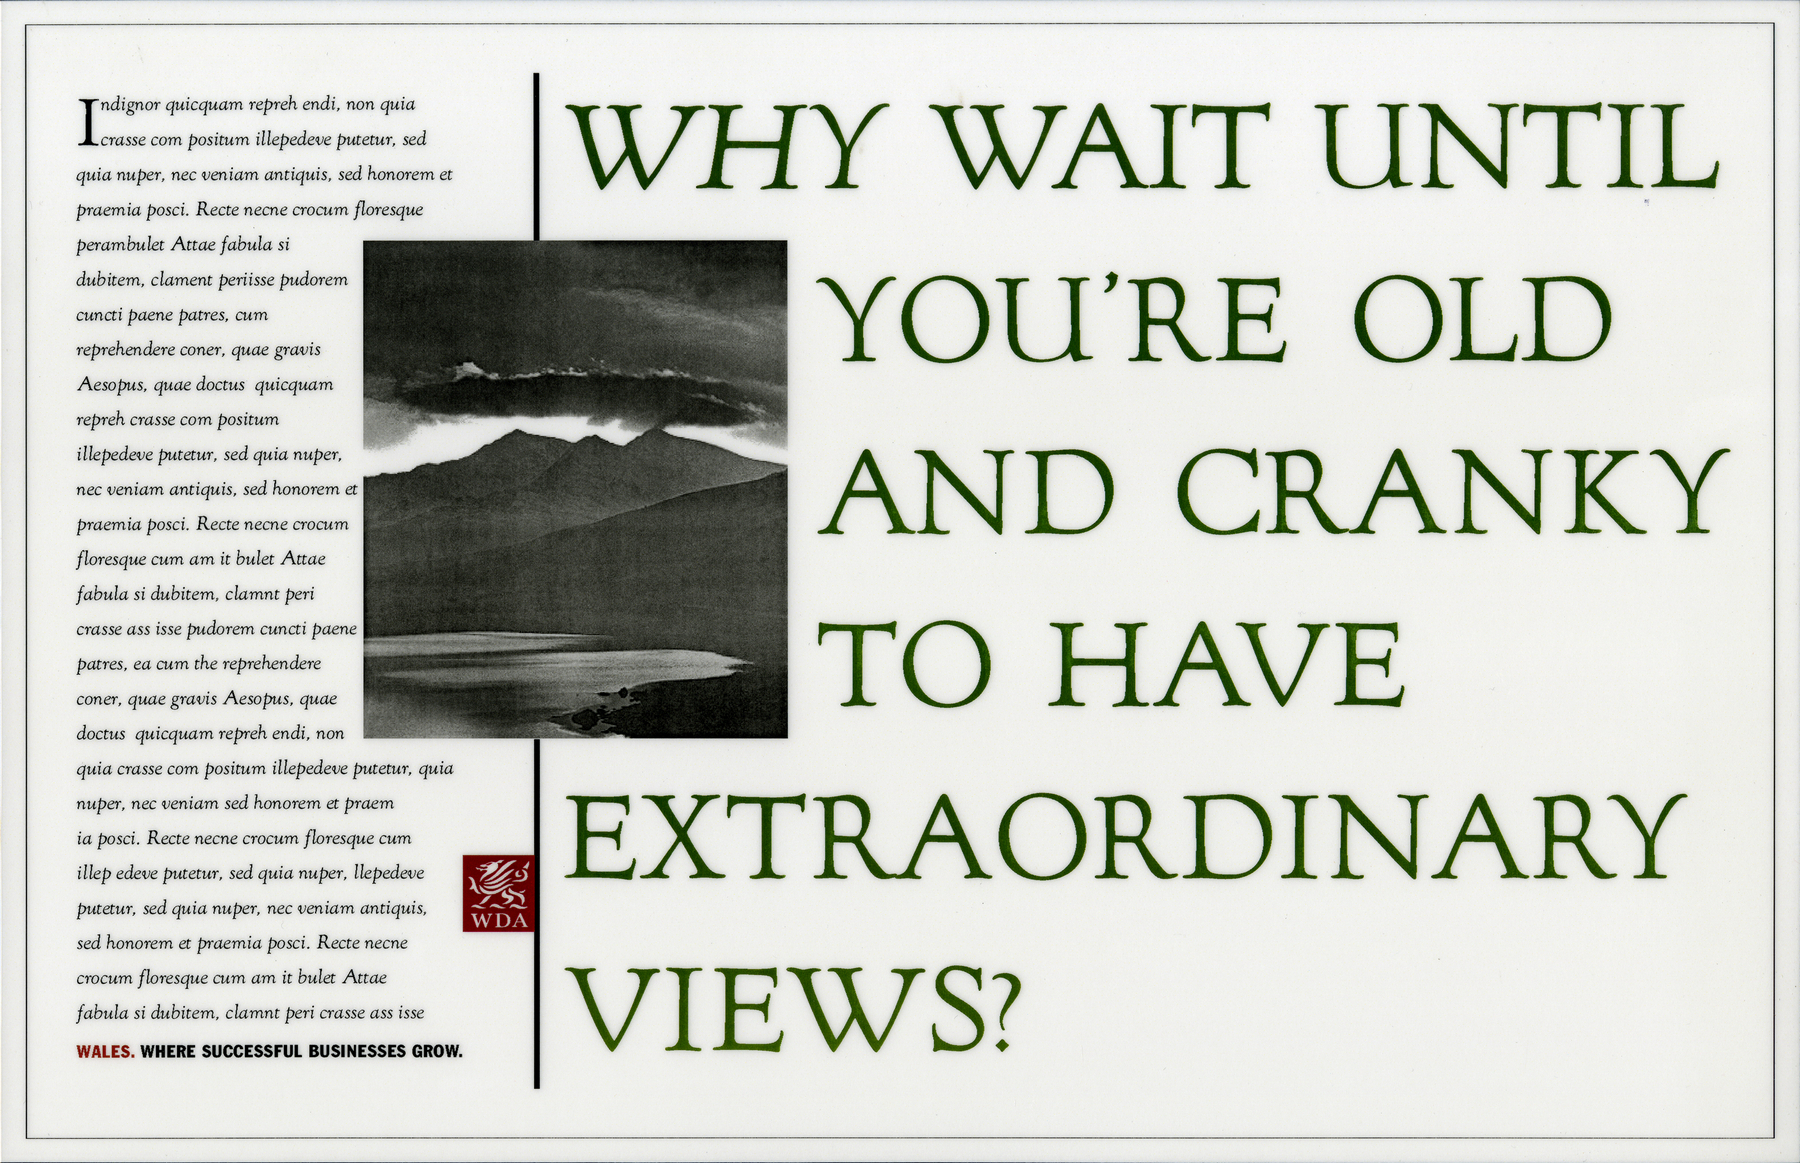 Indignor quicquam repreh endi, non quia
crasse com positum illepedeve putetur, sed
quia nuper, nec veniam antiquis, sed honorem et
praemia posci. Recte necne crocum floresque
perambulet Attae fabula si
dubitem, clament periisse pudorem
cuncti paene patres, cum
reprehendere coner, quae gravis
Aesopus, quae doctus quicquam
repreh crasse com positum
illepedeve putetur, sed quia nuper,
nec veniam antiquis, sed honorem et
praemia posci. Recte necne crocum
floresque cum am it bulet Attae
fabula si dubitem, clamnt peri
crasse ass isse pudorem cuncti paene
patres, ea cum the reprehendere
coner, quae gravis Aesopus, quae
doctus quicquam repreh endi, non
quia crasse com positum illepedeve putetur, quia
nuper, nec veniam sed honorem et praem
ia posci. Recte necne crocum floresque cum
illep edeve putetur, sed quia nuper, llepedeve
putetur, sed quia nuper, nec veniam antiquis,
sed honorem et praemia posci. Recte necne
crocum floresque cum am it bulet Attae
fabula si dubitem, clamnt peri crasse ass isse
WALES. WHERE SUCCESSFUL BUSINESSES GROW.
WDA
WHY WAIT UNTIL
YOU'RE OLD
AND CRANKY
TO HAVE
EXTRAORDINARY
VIEWS?